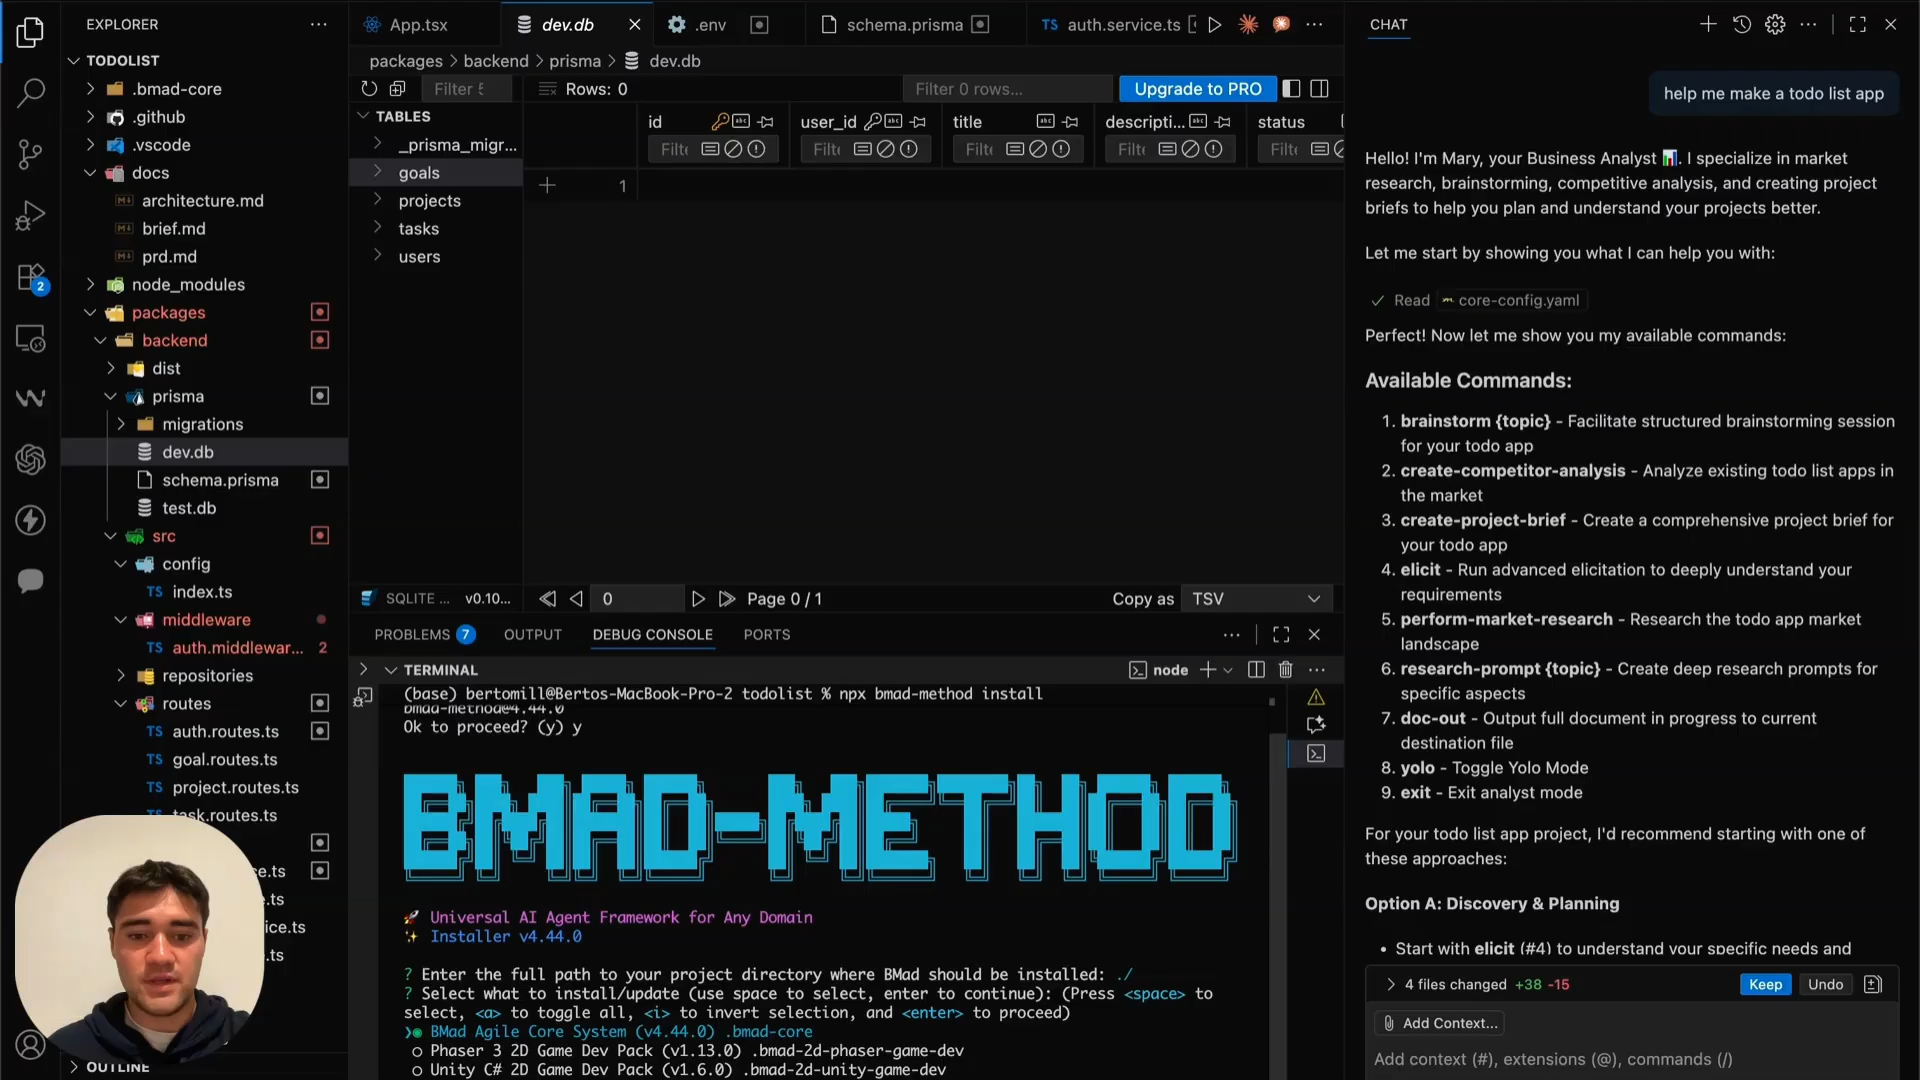 EXPLORER
TODOLIST
.bmad-core
.github
.vscode
docs
architecture.md
brief.md
prd.md
node_modules
packages
backend
dist
prisma
migrations
dev.db
schema.prisma
test.db
src
config
TS index.ts
middleware
TS auth.middlewar... 2
repositories
routes
TS auth.routes.ts
TS goal.routes.ts
TS project.routes.ts
TS task.routes.ts
ce.ts
.ts
ice.ts
.ts
OUTLINE
2
App.tsx
dev.db
.env
schema.prisma
TS auth.service.ts
packages > backend > prisma > dev.db
Rows: 0
Filter 0 rows...
Upgrade to PRO
TABLES
_prisma_migr...
goals
projects
tasks
users
id
user_id
title
descripti...
status
1
SQLITE ... v0.10...
0
Page 0 / 1
Copy as
TSV
PROBLEMS 7
OUTPUT
DEBUG CONSOLE
PORTS
TERMINAL
node
(base) bertomill@Bertos-MacBook-Pro-2 todolist % npx bmad-method install
bmad-method@4.44.0
Ok to proceed? (y) y
BMAD-METHOD
🚀 Universal AI Agent Framework for Any Domain
✨ Installer v4.44.0
? Enter the full path to your project directory where BMad should be installed: ./
? Select what to install/update (use space to select, enter to continue): (Press <space> to
select, <a> to toggle all, <i> to invert selection, and <enter> to proceed)
❯◉ BMad Agile Core System (v4.44.0) .bmad-core
○ Phaser 3 2D Game Dev Pack (v1.13.0) .bmad-2d-phaser-game-dev
○ Unity C# 2D Game Dev Pack (v1.6.0) .bmad-2d-unity-game-dev
CHAT
help me make a todo list app
Hello! I'm Mary, your Business Analyst 📊. I specialize in market
research, brainstorming, competitive analysis, and creating project
briefs to help you plan and understand your projects better.
Let me start by showing you what I can help you with:
Read core-config.yaml
Perfect! Now let me show you my available commands:
Available Commands:
1. brainstorm {topic} - Facilitate structured brainstorming session
for your todo app
2. create-competitor-analysis - Analyze existing todo list apps in
the market
3. create-project-brief - Create a comprehensive project brief for
your todo app
4. elicit - Run advanced elicitation to deeply understand your
requirements
5. perform-market-research - Research the todo app market
landscape
6. research-prompt {topic} - Create deep research prompts for
specific aspects
7. doc-out - Output full document in progress to current
destination file
8. yolo - Toggle Yolo Mode
9. exit - Exit analyst mode
For your todo list app project, I'd recommend starting with one of
these approaches:
Option A: Discovery & Planning
• Start with elicit (#4) to understand your specific needs and
4 files changed +38 -15
Keep
Undo
Add Context...
Add context (#), extensions (@), commands (/)